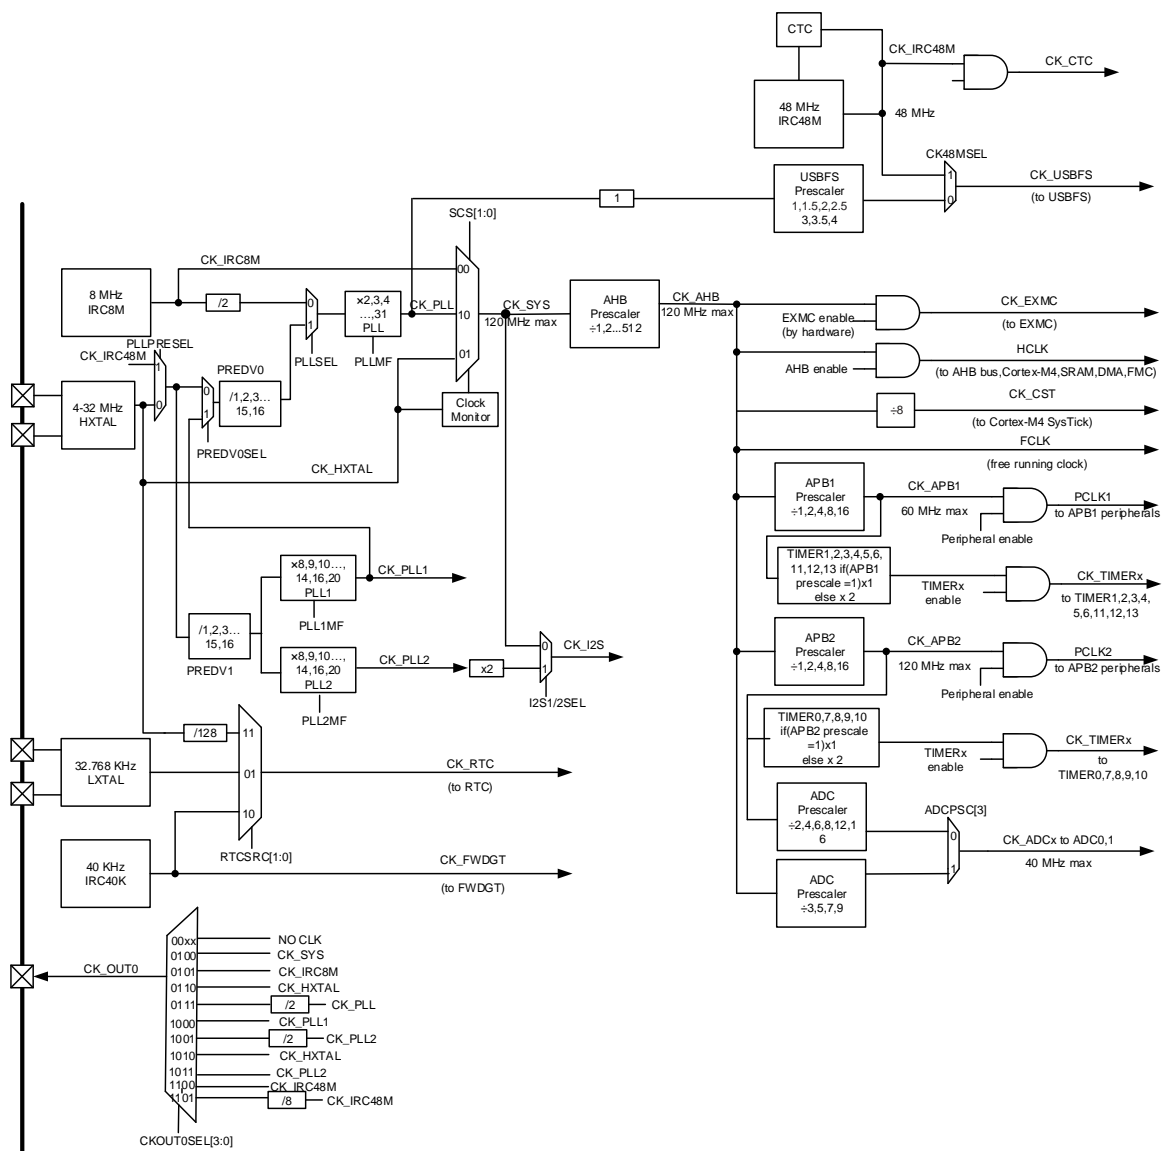 CTC
CK_IRC48M
CK_CTC
48 MHz
IRC48M
48 MHz
CK48MSEL
1
0
CK_USBFS
(to USBFS)
USBFS
Prescaler
1,1.5,2,2.5
3,3.5,4
1
SCS[1:0]
CK_IRC8M
00
10
01
8 MHz
IRC8M
/2
0
1
PLLSEL
×2,3,4
…,31
PLL
PLLMF
CK_PLL
CK_SYS
120 MHz max
AHB
Prescaler
÷1,2...512
CK_AHB
120 MHz max
EXMC enable
(by hardware)
CK_EXMC
(to EXMC)
HCLK
AHB enable
(to AHB bus,Cortex-M4,SRAM,DMA,FMC)
÷8
CK_CST
(to Cortex-M4 SysTick)
FCLK
(free running clock)
PLLPRESEL
CK_IRC48M
1
0
4-32 MHz
HXTAL
0
1
PREDV0
/1,2,3…
15,16
PREDV0SEL
Clock
Monitor
CK_HXTAL
APB1
Prescaler
÷1,2,4,8,16
CK_APB1
60 MHz max
Peripheral enable
PCLK1
to APB1 peripherals
TIMER1,2,3,4,5,6,
11,12,13 if(APB1
prescale =1)x1
else x 2
TIMERx
enable
CK_TIMERx
to TIMER1,2,3,4,
5,6,11,12,13
×8,9,10…,
14,16,20
PLL1
PLL1MF
CK_PLL1
/1,2,3…
15,16
PREDV1
×8,9,10…,
14,16,20
PLL2
PLL2MF
CK_PLL2
x2
0
1
CK_I2S
I2S1/2SEL
APB2
Prescaler
÷1,2,4,8,16
CK_APB2
120 MHz max
Peripheral enable
PCLK2
to APB2 peripherals
TIMER0,7,8,9,10
if(APB2 prescale
=1)x1
else x 2
TIMERx
enable
CK_TIMERx
to
TIMER0,7,8,9,10
/128
11
01
10
32.768 KHz
LXTAL
CK_RTC
(to RTC)
RTCSRC[1:0]
40 KHz
IRC40K
CK_FWDGT
(to FWDGT)
ADC
Prescaler
÷2,4,6,8,12,1
6
ADCPSC[3]
0
1
CK_ADCx to ADC0,1
40 MHz max
ADC
Prescaler
÷3,5,7,9
CK_OUT0
00xx NO CLK
0100 CK_SYS
0101 CK_IRC8M
0110 CK_HXTAL
0111 /2 CK_PLL
1000 CK_PLL1
1001 /2 CK_PLL2
1010 CK_HXTAL
1011 CK_PLL2
1100 CK_IRC48M
1101 /8 CK_IRC48M
CKOUT0SEL[3:0]